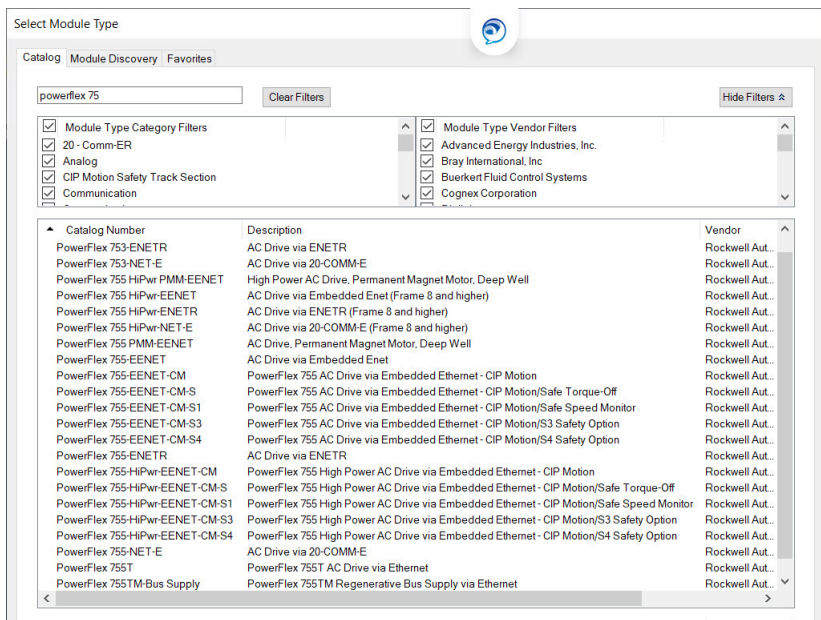 Select Module Type
Catalog Module Discovery Favorites
powerflex 75 Clear Filters Hide Filters
Module Type Category Filters Module Type Vendor Filters
20 - Comm-ER Advanced Energy Industries, Inc.
Analog Bray International, Inc
CIP Motion Safety Track Section Buerkert Fluid Control Systems
Communication Cognex Corporation
Catalog Number Description Vendor
PowerFlex 753-ENETR AC Drive via ENETR Rockwell Aut...
PowerFlex 753-NET-E AC Drive via 20-COMM-E Rockwell Aut...
PowerFlex 755 HiPwr PMM-EENET High Power AC Drive, Permanent Magnet Motor, Deep Well Rockwell Aut...
PowerFlex 755 HiPwr-EENET AC Drive via Embedded Enet (Frame 8 and higher) Rockwell Aut...
PowerFlex 755 HiPwr-ENETR AC Drive via ENETR (Frame 8 and higher) Rockwell Aut...
PowerFlex 755 HiPwr-NET-E AC Drive via 20-COMM-E (Frame 8 and higher) Rockwell Aut...
PowerFlex 755 PMM-EENET AC Drive, Permanent Magnet Motor, Deep Well Rockwell Aut...
PowerFlex 755-EENET AC Drive via Embedded Enet Rockwell Aut...
PowerFlex 755-EENET-CM PowerFlex 755 AC Drive via Embedded Ethernet - CIP Motion Rockwell Aut...
PowerFlex 755-EENET-CM-S PowerFlex 755 AC Drive via Embedded Ethernet - CIP Motion/Safe Torque-Off Rockwell Aut...
PowerFlex 755-EENET-CM-S1 PowerFlex 755 AC Drive via Embedded Ethernet - CIP Motion/Safe Speed Monitor Rockwell Aut...
PowerFlex 755-EENET-CM-S3 PowerFlex 755 AC Drive via Embedded Ethernet - CIP Motion/S3 Safety Option Rockwell Aut...
PowerFlex 755-EENET-CM-S4 PowerFlex 755 AC Drive via Embedded Ethernet - CIP Motion/S4 Safety Option Rockwell Aut...
PowerFlex 755-ENETR AC Drive via ENETR Rockwell Aut...
PowerFlex 755-HiPwr-EENET-CM PowerFlex 755 High Power AC Drive via Embedded Ethernet - CIP Motion Rockwell Aut...
PowerFlex 755-HiPwr-EENET-CM-S PowerFlex 755 High Power AC Drive via Embedded Ethernet - CIP Motion/Safe Torque-Off Rockwell Aut...
PowerFlex 755-HiPwr-EENET-CM-S1 PowerFlex 755 High Power AC Drive via Embedded Ethernet - CIP Motion/Safe Speed Monitor Rockwell Aut...
PowerFlex 755-HiPwr-EENET-CM-S3 PowerFlex 755 High Power AC Drive via Embedded Ethernet - CIP Motion/S3 Safety Option Rockwell Aut...
PowerFlex 755-HiPwr-EENET-CM-S4 PowerFlex 755 High Power AC Drive via Embedded Ethernet - CIP Motion/S4 Safety Option Rockwell Aut...
PowerFlex 755-NET-E AC Drive via 20-COMM-E Rockwell Aut...
PowerFlex 755T PowerFlex 755T AC Drive via Ethernet Rockwell Aut...
PowerFlex 755TM-Bus Supply PowerFlex 755TM Regenerative Bus Supply via Ethernet Rockwell Aut...